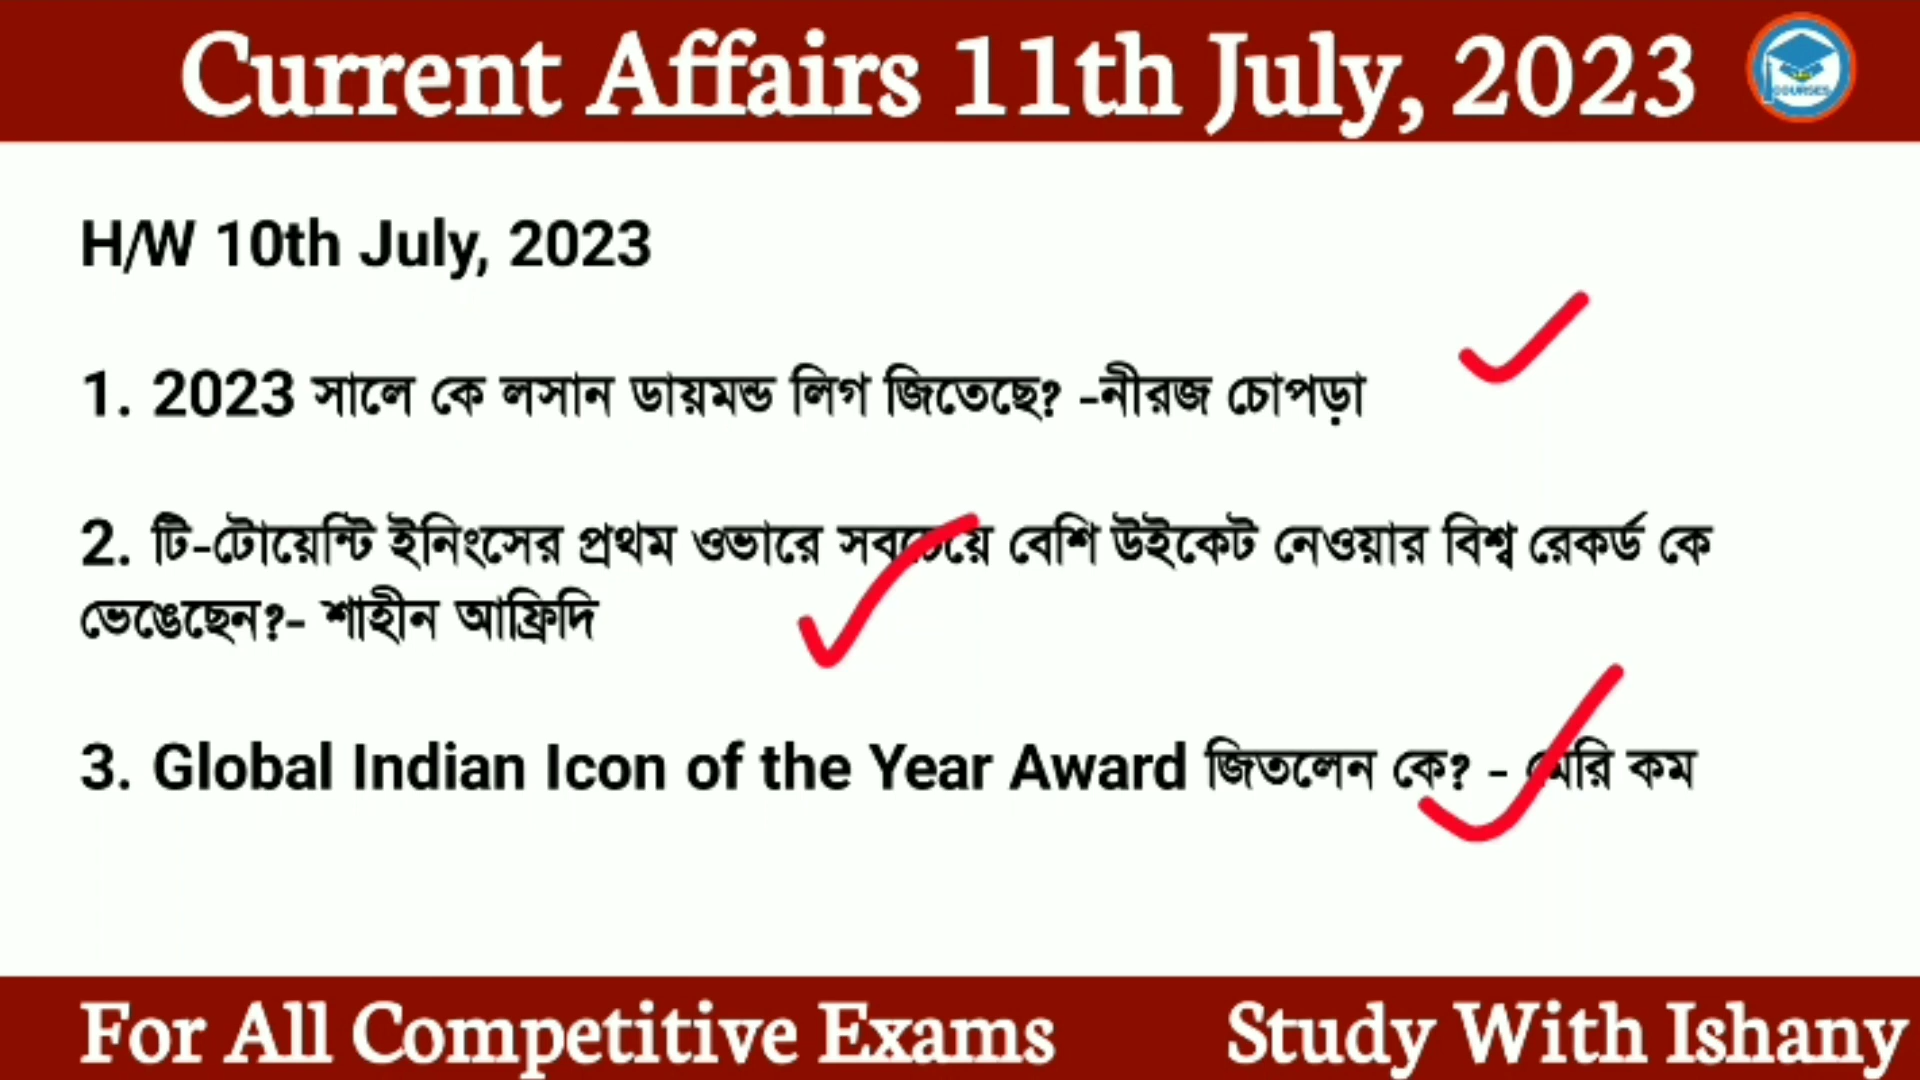 Current Affairs 11th July, 2023
COURSES
H/W 10th July, 2023
1. 2023 সালে কে লসান ডায়মন্ড লিগ জিতেছে? -নীরজ চোপড়া
2. টি-টোয়েন্টি ইনিংসের প্রথম ওভারে সবচেয়ে বেশি উইকেট নেওয়ার বিশ্ব রেকর্ড কে
ভেঙেছেন?- শাহীন আফ্রিদি
3. Global Indian Icon of the Year Award জিতলেন কে? - মেরি কম
For All Competitive Exams
Study With Ishany